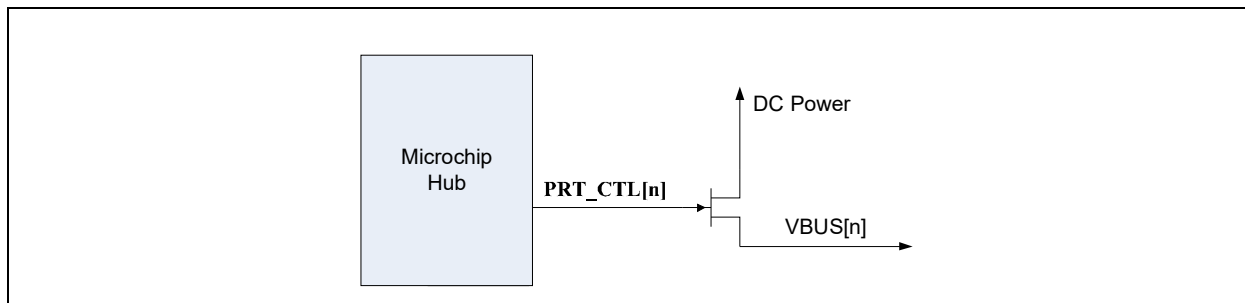 DC Power
Microchip
Hub
PRT_CTL[n]
VBUS[n]